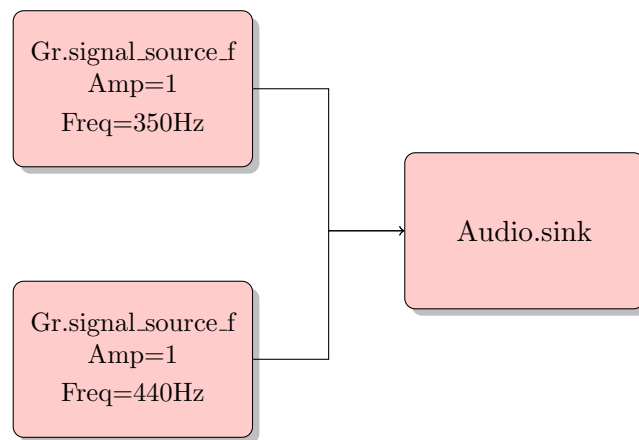 Gr.signal_source_f
Amp=1
Freq=350Hz
Audio.sink
Gr.signal_source_f
Amp=1
Freq=440Hz